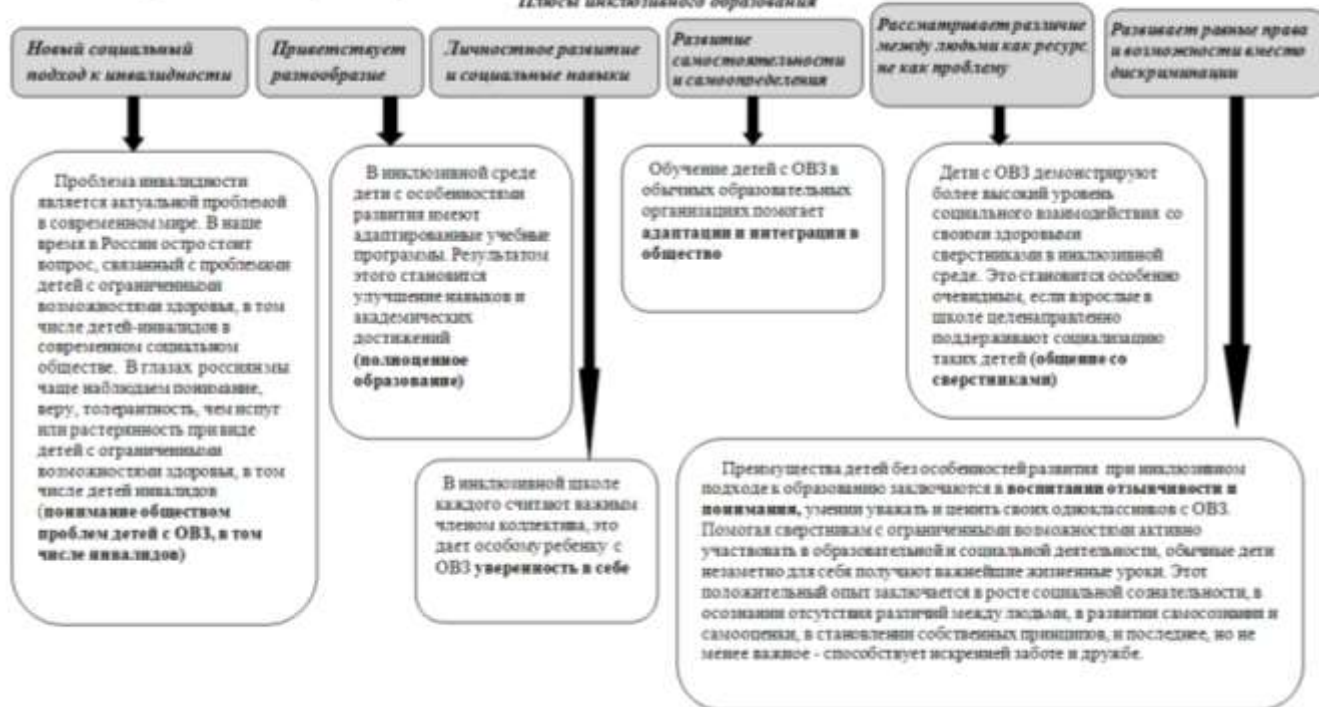 Плюсы инклюзивного образования
Новый социальный
подход к инвалидности
Приветствует
разнообразие
Личностное развитие
и социальные навыки
Развитие
самостоятельности
и самоопределения
Рассматривает различие
между людьми как ресурс
не как проблему
Развивает равные права
и возможности вместо
дискриминации
Проблема инвалидности
является актуальной проблемой
в современном мире. В наше
время в России остро стоит
вопрос, связанный с проблемами
детей с ограниченными
возможностями здоровья, в том
числе детей-инвалидов в
современном социальном
обществе. В глазах россиян мы
чаще наблюдаем понимание,
веру, толерантность, чем испуг
или растерянность при виде
детей с ограниченными
возможностями здоровья, в том
числе детей инвалидов
(понимание обществом
проблем детей с ОВЗ, в том
числе инвалидов)
В инклюзивной среде
дети с особенностями
развития имеют
адаптированные учебные
программы. Результатом
этого становится
улучшение навыков и
академических
достижений
(полноценное
образование)
В инклюзивной школе
каждого считают важным
членом коллектива, это
дает особому ребенку с
ОВЗ уверенность в себе
Обучение детей с ОВЗ в
обычных образовательных
организациях помогает
адаптации и интеграции в
общество
Дети с ОВЗ демонстрируют
более высокий уровень
социального взаимодействия со
своими здоровыми
сверстниками в инклюзивной
среде. Это становится особенно
очевидным, если взрослые в
школе целенаправленно
поддерживают социализацию
таких детей (общение со
сверстниками)
Преимущества детей без особенностей развития при инклюзивном
подходе к образованию заключаются в воспитании отзывчивости и
понимания, умении уважать и ценить своих одноклассников с ОВЗ.
Помогая сверстникам с ограниченными возможностями активно
участвовать в образовательной и социальной деятельности, обычные дети
незаметно для себя получают важнейшие жизненные уроки. Этот
положительный опыт заключается в росте социальной сознательности, в
осознании отсутствия различий между людьми, в развитии самосознания и
самооценки, в становлении собственных принципов, и последнее, но не
менее важное - способствует искренней заботе и дружбе.